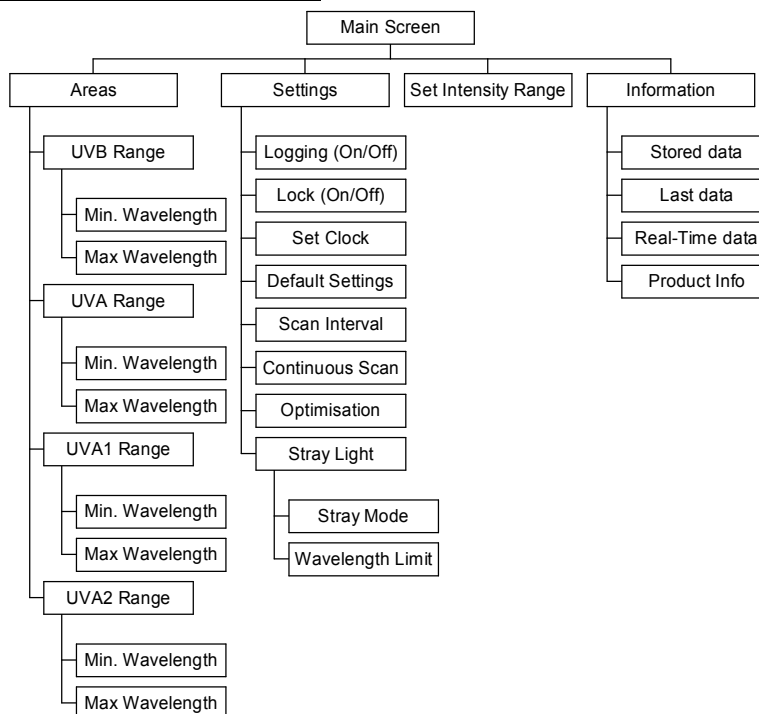 Main Screen
Areas
Settings
Set Intensity Range
Information
UVB Range
Min. Wavelength
Max Wavelength
UVA Range
Min. Wavelength
Max Wavelength
UVA1 Range
Min. Wavelength
Max Wavelength
UVA2 Range
Min. Wavelength
Max Wavelength
Logging (On/Off)
Lock (On/Off)
Set Clock
Default Settings
Scan Interval
Continuous Scan
Optimisation
Stray Light
Stray Mode
Wavelength Limit
Stored data
Last data
Real-Time data
Product Info